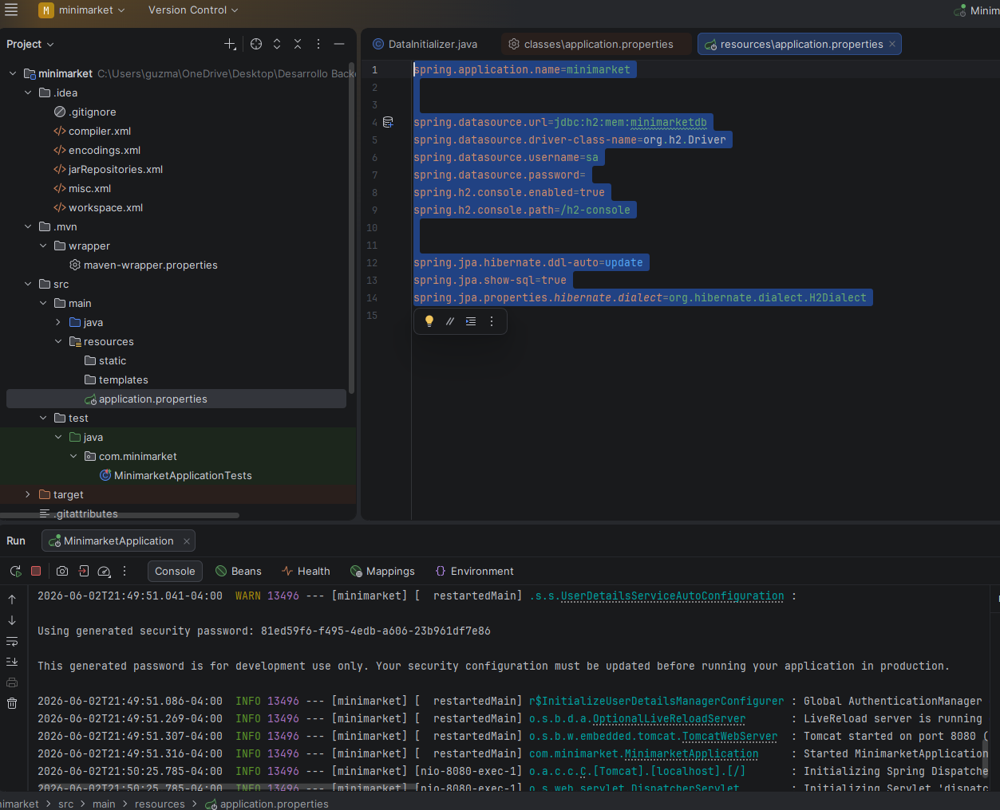 M minimarket Version Control Minim
Project
DataInitializer.java classes\application.properties resources\application.properties
minimarket C:\Users\guzma\OneDrive\Desktop\Desarrollo Backe
.idea
.gitignore
compiler.xml
encodings.xml
jarRepositories.xml
misc.xml
workspace.xml
.mvn
wrapper
maven-wrapper.properties
src
main
java
resources
static
templates
application.properties
test
java
com.minimarket
MinimarketApplicationTests
target
.gitattributes
1 spring.application.name=minimarket
2
3
4 spring.datasource.url=jdbc:h2:mem:minimarketdb
5 spring.datasource.driver-class-name=org.h2.Driver
6 spring.datasource.username=sa
7 spring.datasource.password=
8 spring.h2.console.enabled=true
9 spring.h2.console.path=/h2-console
10
11
12 spring.jpa.hibernate.ddl-auto=update
13 spring.jpa.show-sql=true
14 spring.jpa.properties.hibernate.dialect=org.hibernate.dialect.H2Dialect
15
Run MinimarketApplication
Console Beans Health Mappings Environment
2026-06-02T21:49:51.041-04:00 WARN 13496 --- [minimarket] [ restartedMain] .s.s.UserDetailsServiceAutoConfiguration :
Using generated security password: 81ed59f6-f495-4edb-a606-23b961df7e86
This generated password is for development use only. Your security configuration must be updated before running your application in production.
2026-06-02T21:49:51.086-04:00 INFO 13496 --- [minimarket] [ restartedMain] r$InitializeUserDetailsManagerConfigurer : Global AuthenticationManager
2026-06-02T21:49:51.269-04:00 INFO 13496 --- [minimarket] [ restartedMain] o.s.b.d.a.OptionalLiveReloadServer : LiveReload server is running
2026-06-02T21:49:51.307-04:00 INFO 13496 --- [minimarket] [ restartedMain] o.s.b.w.embedded.tomcat.TomcatWebServer : Tomcat started on port 8080 (
2026-06-02T21:49:51.316-04:00 INFO 13496 --- [minimarket] [ restartedMain] com.minimarket.MinimarketApplication : Started MinimarketApplication
2026-06-02T21:50:25.785-04:00 INFO 13496 --- [minimarket] [nio-8080-exec-1] o.a.c.c.C.[Tomcat].[localhost].[/] : Initializing Spring Dispatche
2026-06-02T21:50:25.785-04:00 INFO 13496 --- [minimarket] [nio-8080-exec-1] o.s.web.servlet.DispatcherServlet : Initializing Servlet 'dispatc
nimarket > src > main > resources > application.properties